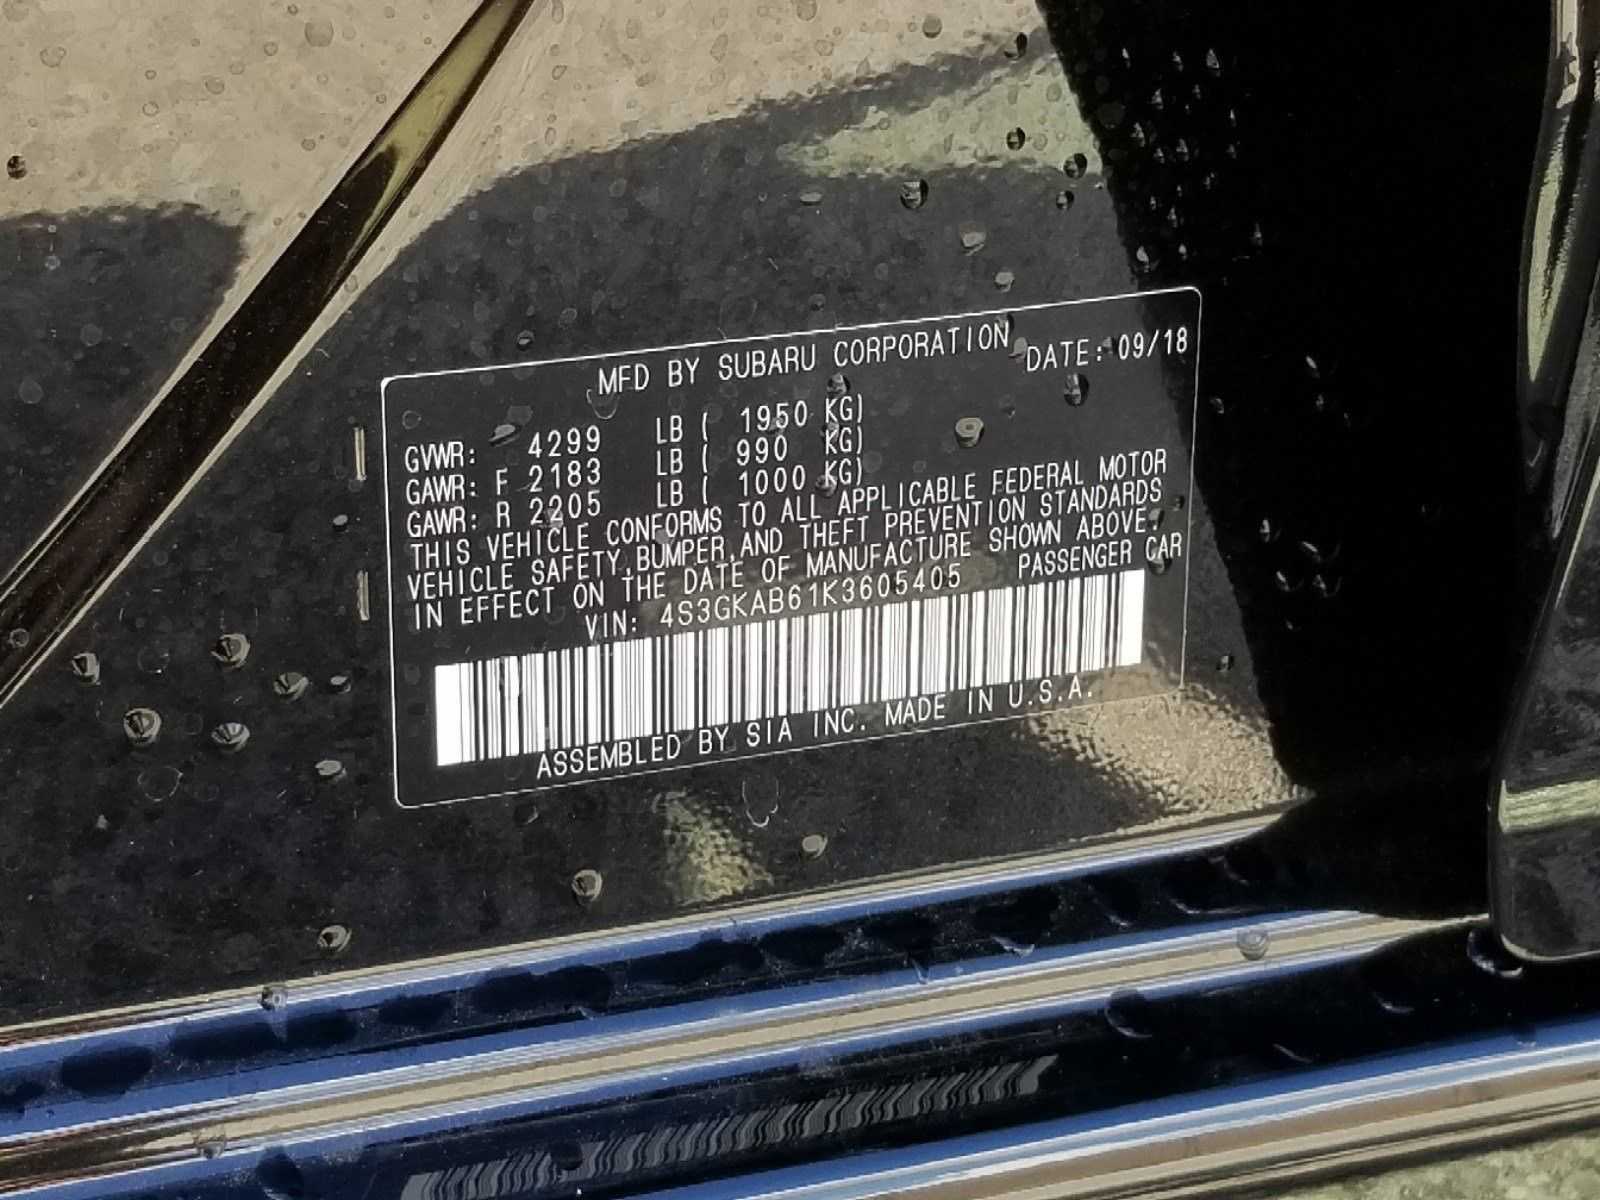 MFD BY SUBARU CORPORATION DATE: 09/18
GVWR: 4299 LB ( 1950 KG)
GAWR: F 2183 LB ( 990 KG)
GAWR: R 2205 LB ( 1000 KG)
THIS VEHICLE CONFORMS TO ALL APPLICABLE FEDERAL MOTOR
VEHICLE SAFETY,BUMPER,AND THEFT PREVENTION STANDARDS
IN EFFECT ON THE DATE OF MANUFACTURE SHOWN ABOVE.
VIN: 4S3GKAB61K3605405 PASSENGER CAR
ASSEMBLED BY SIA INC. MADE IN U.S.A.